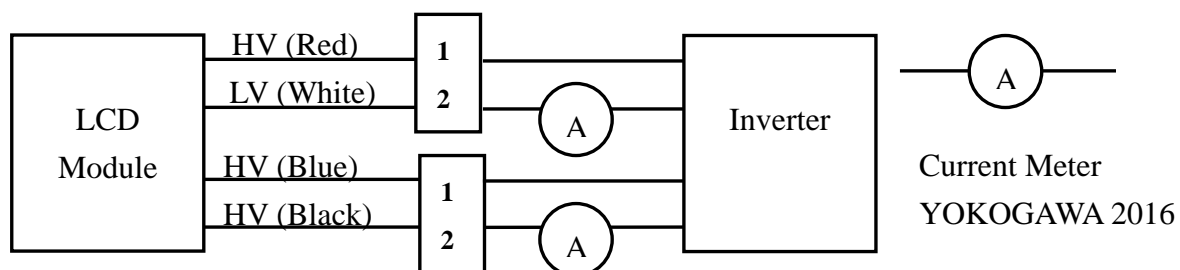 HV (Red)
1
LV (White)
2
A
LCD
Module
Inverter
A
HV (Blue)
1
HV (Black)
2
A
Current Meter
YOKOGAWA 2016